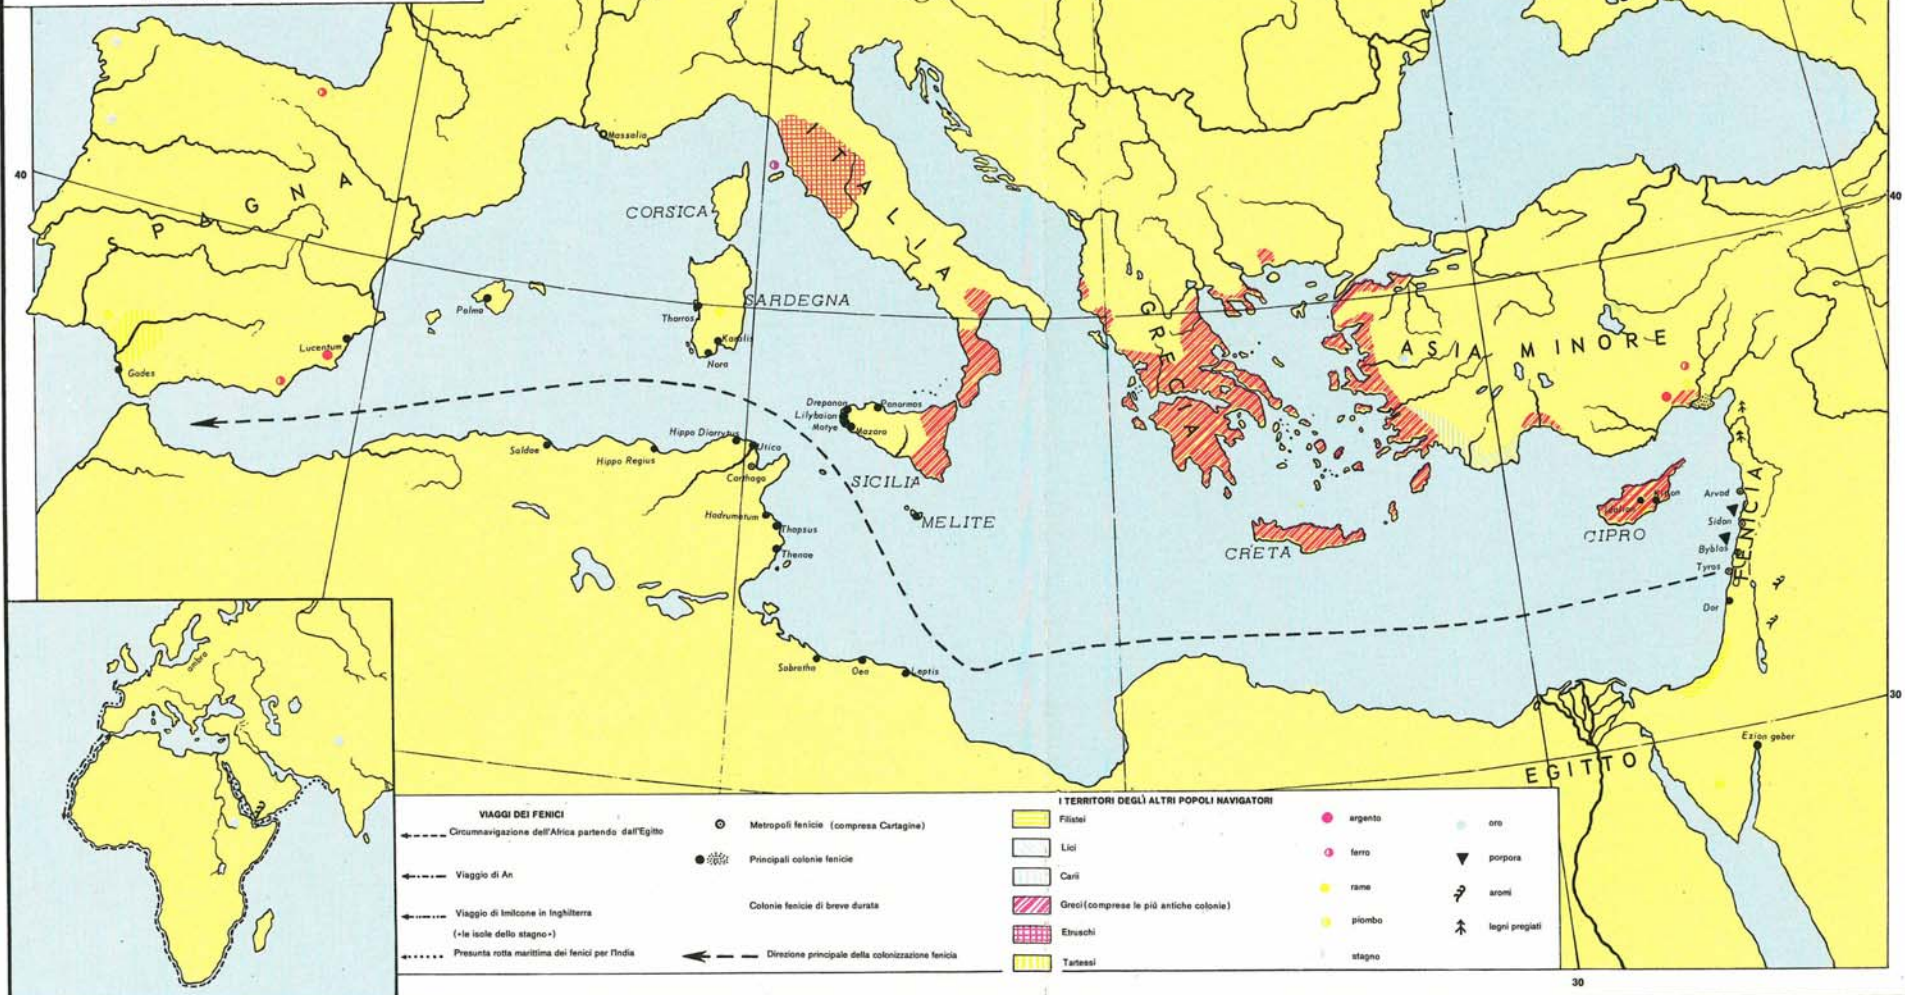 40
SPAGNA
Massalia
ITALIA
CORSICA
SARDEGNA
Palma
Tharros
Karalis
Nora
Lucentum
Gades
GRECIA
ASIA MINORE
40
Drepanon
Lilybaion
Motye
Panormos
Mazara
Hippo Diarrytus
Utica
Saldae
Hippo Regius
Carthago
SICILIA
MELITE
Hadrumetum
Thapsus
Thenae
CRETA
CIPRO
Kition
Idalion
Arvad
Sidon
Byblos
Tyros
Dor
FENICIA
Sabratha
Oea
Leptis
30
EGITTO
Ezion geber
ambra
VIAGGI DEI FENICI
Circumnavigazione dell'Africa partendo dall'Egitto
Viaggio di An
Viaggio di Imilcone in Inghilterra
(«le isole dello stagno»)
Presunta rotta marittima dei fenici per l'India
Metropoli fenicie (compresa Cartagine)
Principali colonie fenicie
Colonie fenicie di breve durata
Direzione principale della colonizzazione fenicia
I TERRITORI DEGLI ALTRI POPOLI NAVIGATORI
Filistei
Lici
Carii
Greci (comprese le più antiche colonie)
Etruschi
Tartessi
argento
ferro
rame
piombo
stagno
oro
porpora
aromi
legni pregiati
30